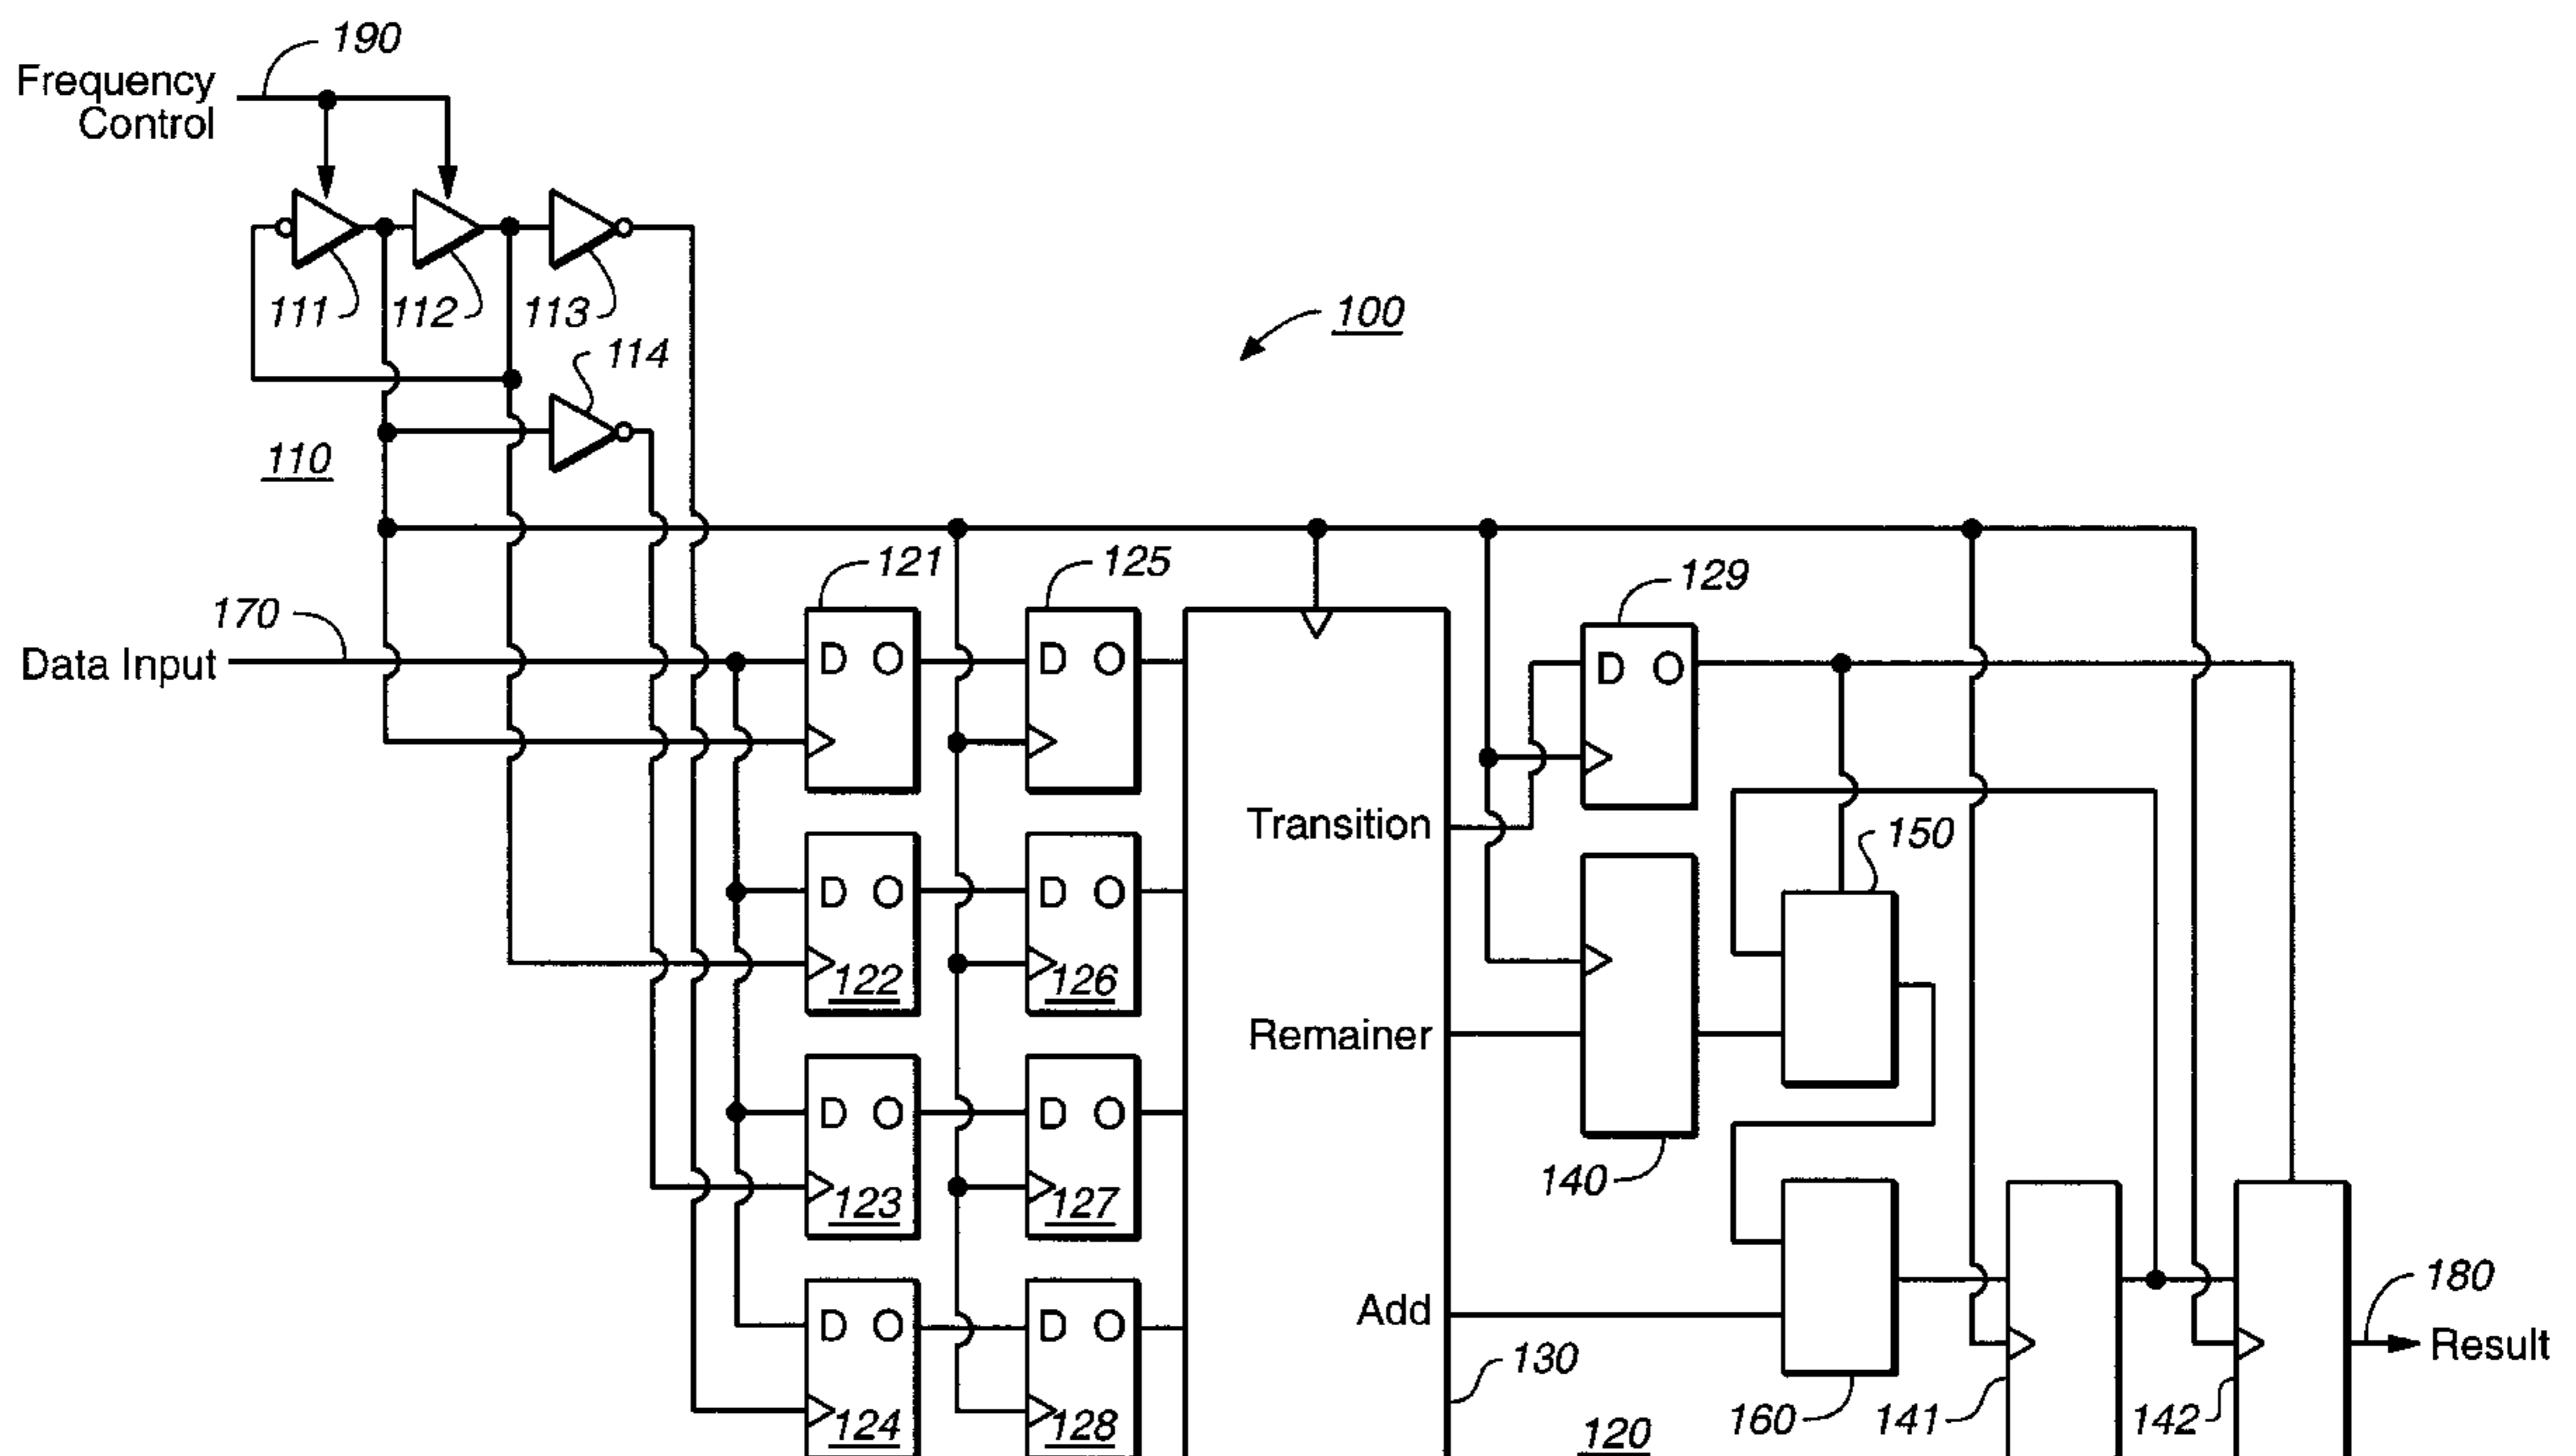 190
Frequency
Control
111
112
113
100
114
110
121
125
129
170
Data Input
D O
D O
D O
Transition
150
D O
D O
122
126
Remainer
D O
D O
123
127
140
Add
180
D O
D O
Result
130
124
128
120
160
141
142